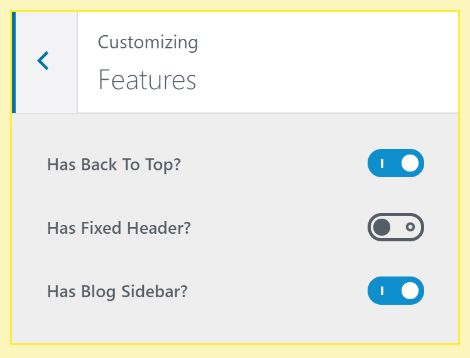 Customizing
Features
Has Back To Top?
Has Fixed Header?
Has Blog Sidebar?